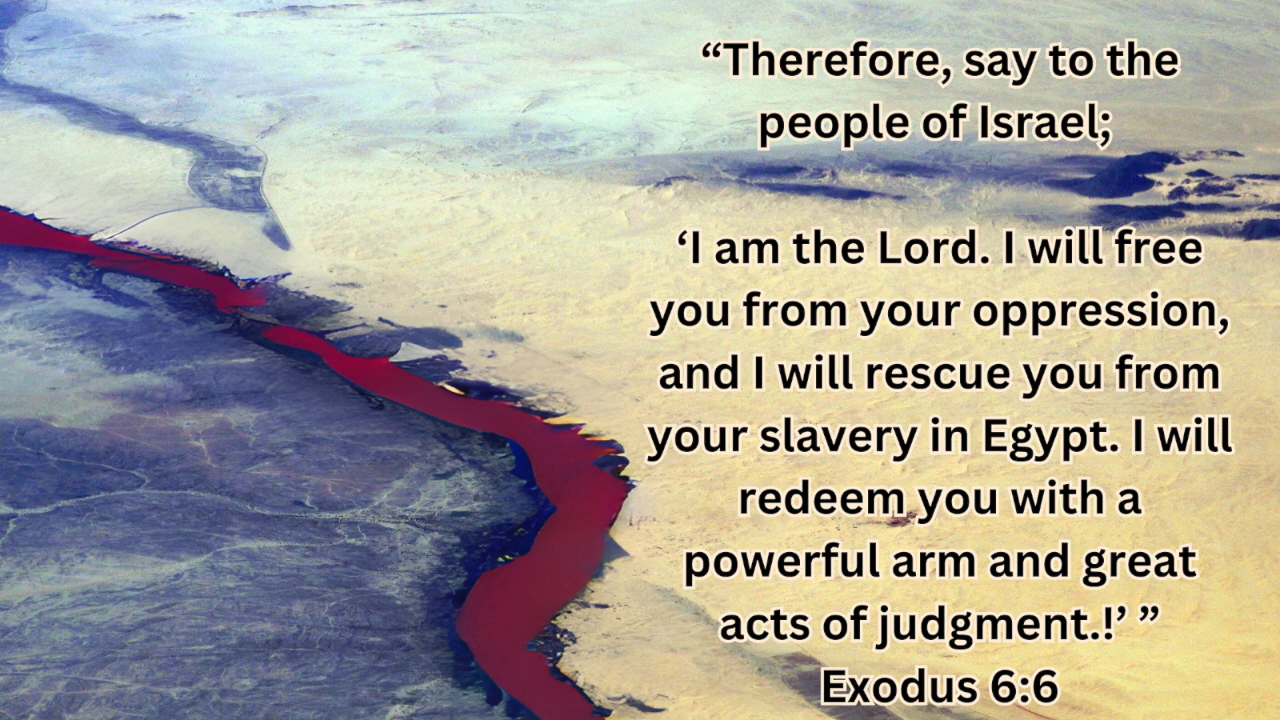 “Therefore, say to the
people of Israel;
‘I am the Lord. I will free
you from your oppression,
and I will rescue you from
your slavery in Egypt. I will
redeem you with a
powerful arm and great
acts of judgment.!’ ”
Exodus 6:6